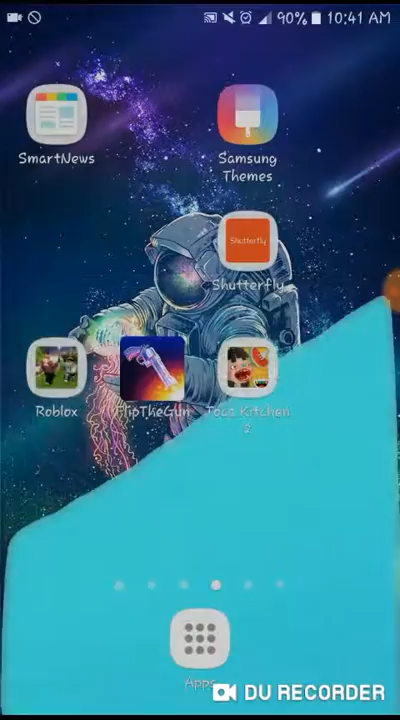 90% 10:41 AM
SmartNews
Samsung
Themes
Shutterfly
Shutterfly
Roblox
FlipTheGun
Toca Kitchen
2
Apps
DU RECORDER